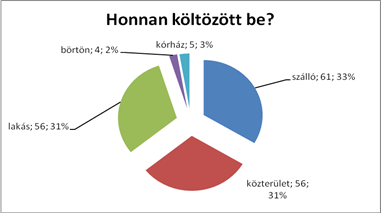 Honnan költözött be?
kórház; 5; 3%
börtön; 4; 2%
szálló; 61; 33%
lakás; 56; 31%
közterület; 56;
31%